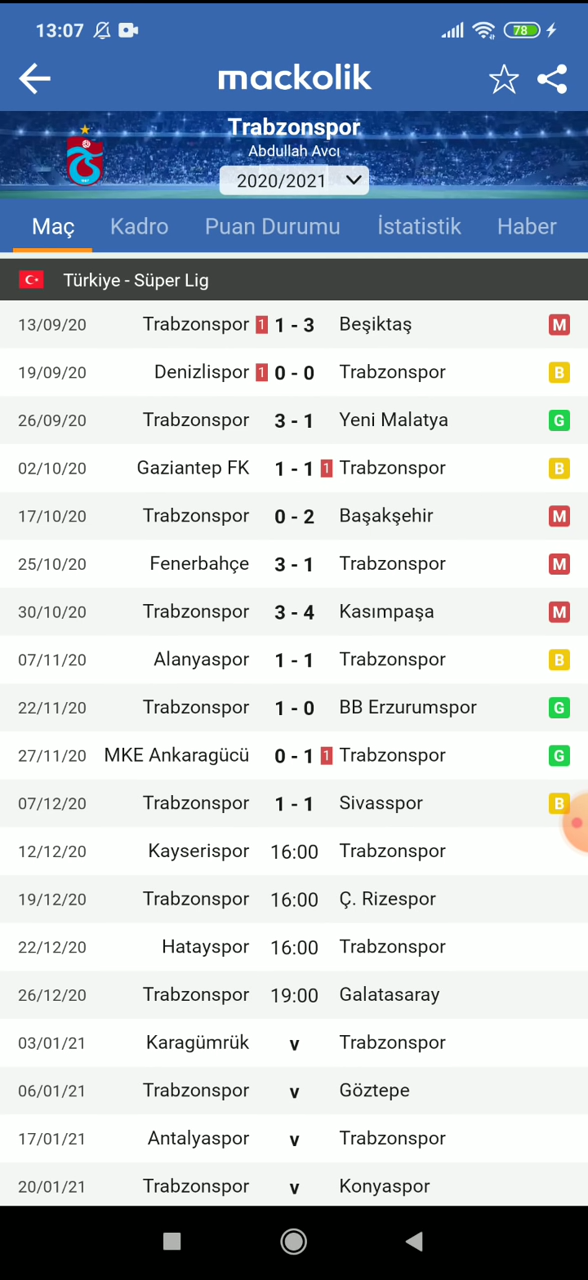 13:07 78
mackolik
Trabzonspor
Abdullah Avcı
2020/2021
Maç Kadro Puan Durumu İstatistik Haber
Türkiye - Süper Lig
13/09/20 Trabzonspor 1 1 - 3 Beşiktaş M
19/09/20 Denizlispor 1 0 - 0 Trabzonspor B
26/09/20 Trabzonspor 3 - 1 Yeni Malatya G
02/10/20 Gaziantep FK 1 - 1 1 Trabzonspor B
17/10/20 Trabzonspor 0 - 2 Başakşehir M
25/10/20 Fenerbahçe 3 - 1 Trabzonspor M
30/10/20 Trabzonspor 3 - 4 Kasımpaşa M
07/11/20 Alanyaspor 1 - 1 Trabzonspor B
22/11/20 Trabzonspor 1 - 0 BB Erzurumspor G
27/11/20 MKE Ankaragücü 0 - 1 1 Trabzonspor G
07/12/20 Trabzonspor 1 - 1 Sivasspor B
12/12/20 Kayserispor 16:00 Trabzonspor
19/12/20 Trabzonspor 16:00 Ç. Rizespor
22/12/20 Hatayspor 16:00 Trabzonspor
26/12/20 Trabzonspor 19:00 Galatasaray
03/01/21 Karagümrük v Trabzonspor
06/01/21 Trabzonspor v Göztepe
17/01/21 Antalyaspor v Trabzonspor
20/01/21 Trabzonspor v Konyaspor